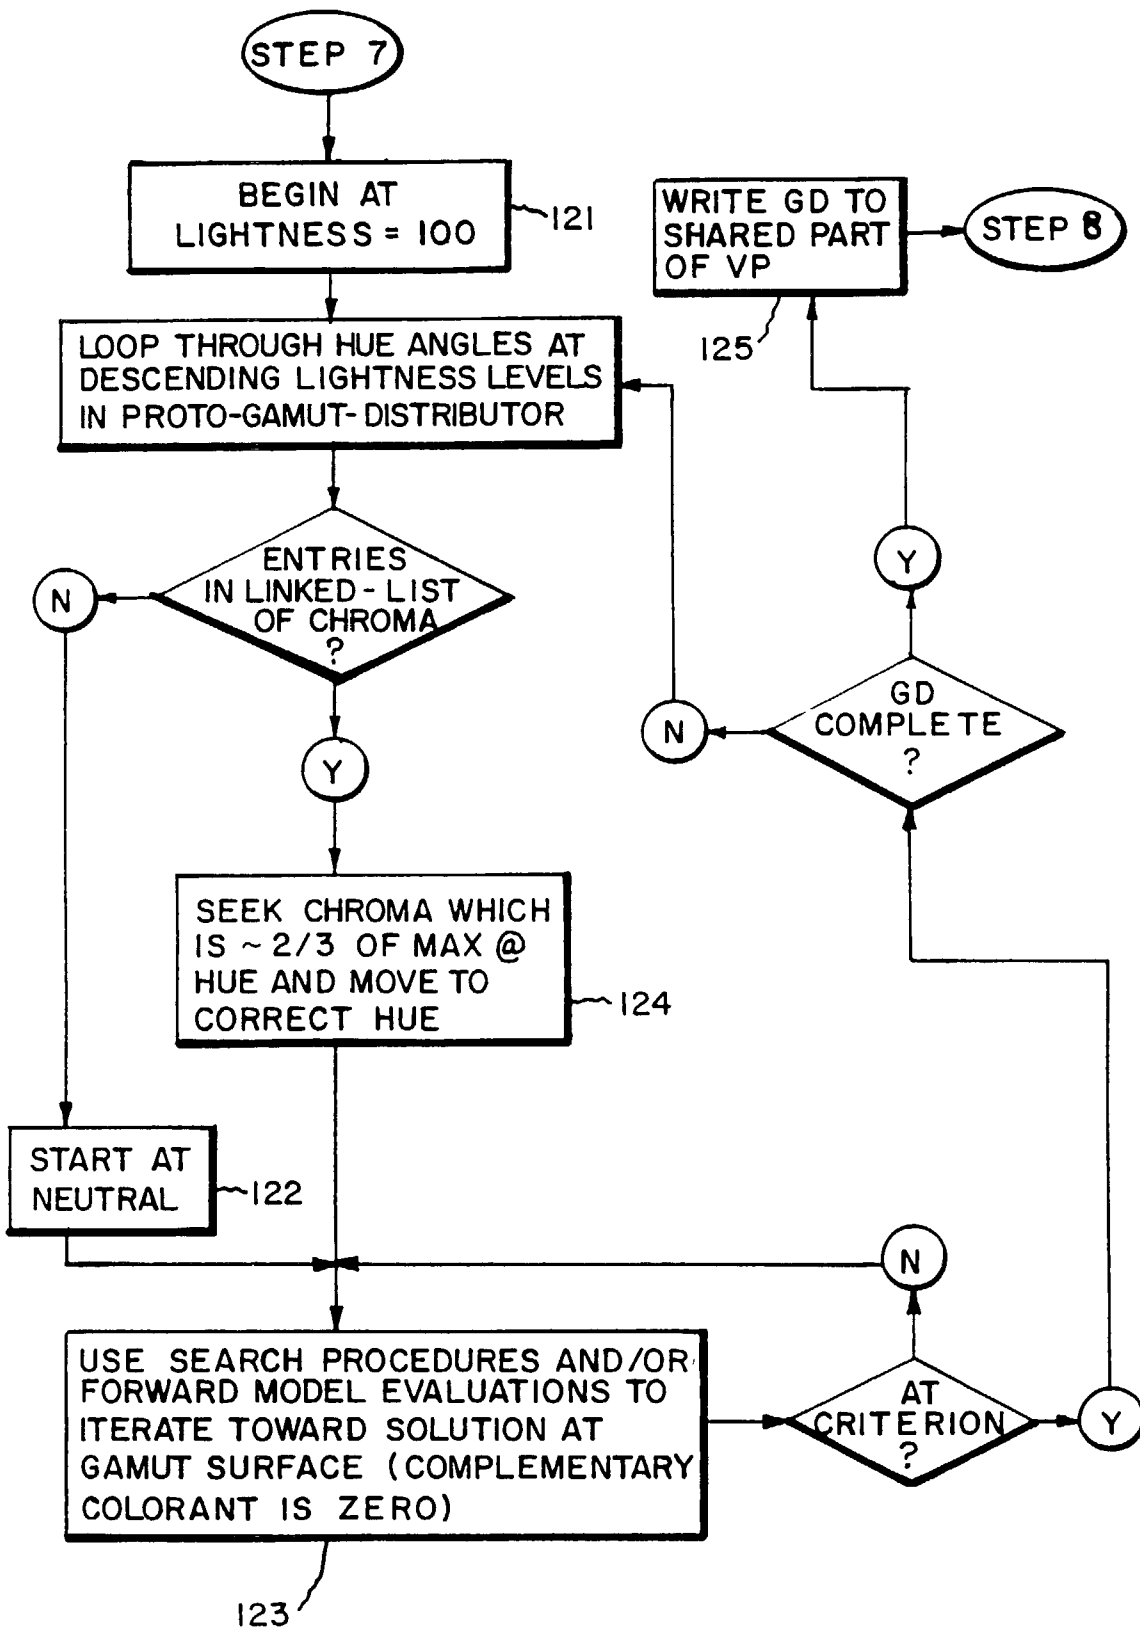 STEP 7
BEGIN AT
LIGHTNESS = 100
121
WRITE GD TO
SHARED PART
OF VP
STEP 8
125
LOOP THROUGH HUE ANGLES AT
DESCENDING LIGHTNESS LEVELS
IN PROTO-GAMUT-DISTRIBUTOR
ENTRIES
IN LINKED-LIST
OF CHROMA
?
N
Y
Y
GD
COMPLETE
?
N
SEEK CHROMA WHICH
IS ~ 2/3 OF MAX @
HUE AND MOVE TO
CORRECT HUE
124
START AT
NEUTRAL
122
N
USE SEARCH PROCEDURES AND/OR
FORWARD MODEL EVALUATIONS TO
ITERATE TOWARD SOLUTION AT
GAMUT SURFACE (COMPLEMENTARY
COLORANT IS ZERO)
AT
CRITERION
?
Y
123